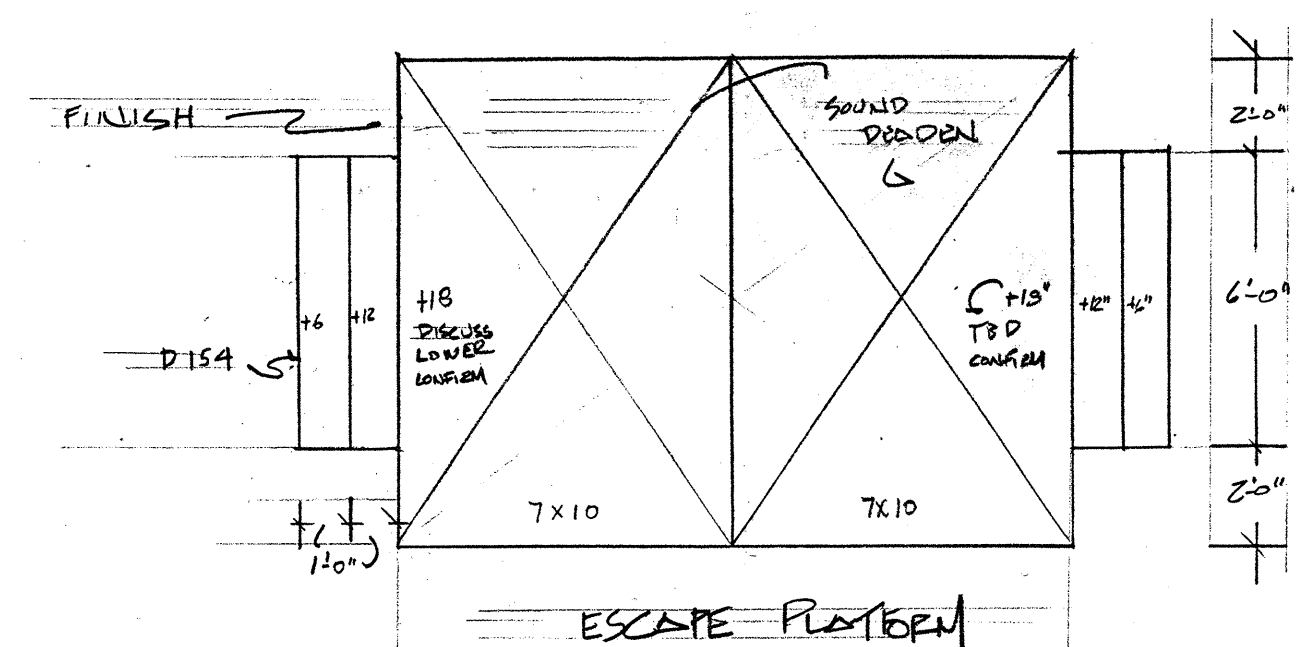 FINISH
SOUND
DEADEN
2'-0"
+18
DISCUSS
LOWER
CONFIRM
+18"
TBD
CONFIRM
+6
+12
+12"
+6"
6'-0"
D154
7X10
7X10
2'-0"
1'-0"
ESCAPE PLATFORM